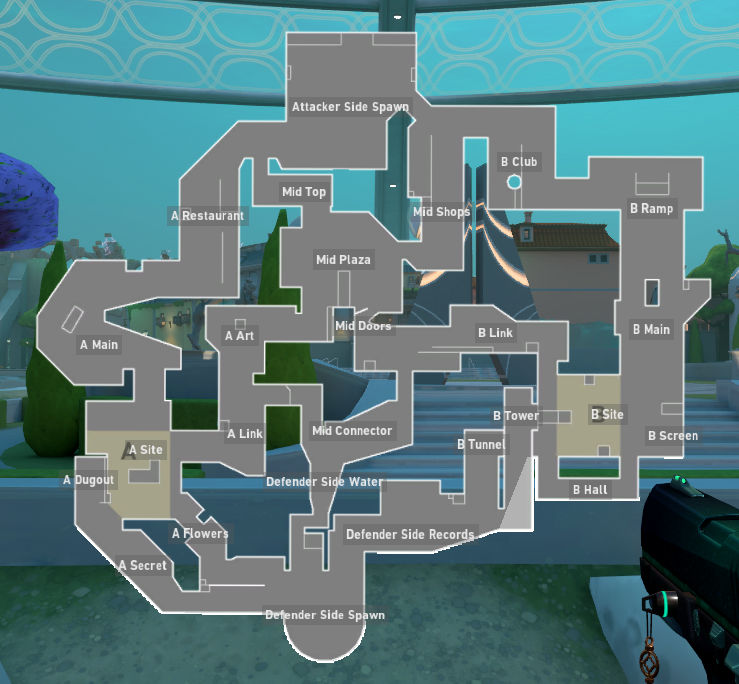 Attacker Side Spawn
B Club
Mid Top
A Restaurant
Mid Shops
B Ramp
Mid Plaza
Mid Doors
B Link
B Main
A Art
A Main
B Tower
B Site
A Link
Mid Connector
B Screen
B Tunnel
A
A Site
A Dugout
Defender Side Water
B Hall
A Flowers
Defender Side Records
A Secret
Defender Side Spawn